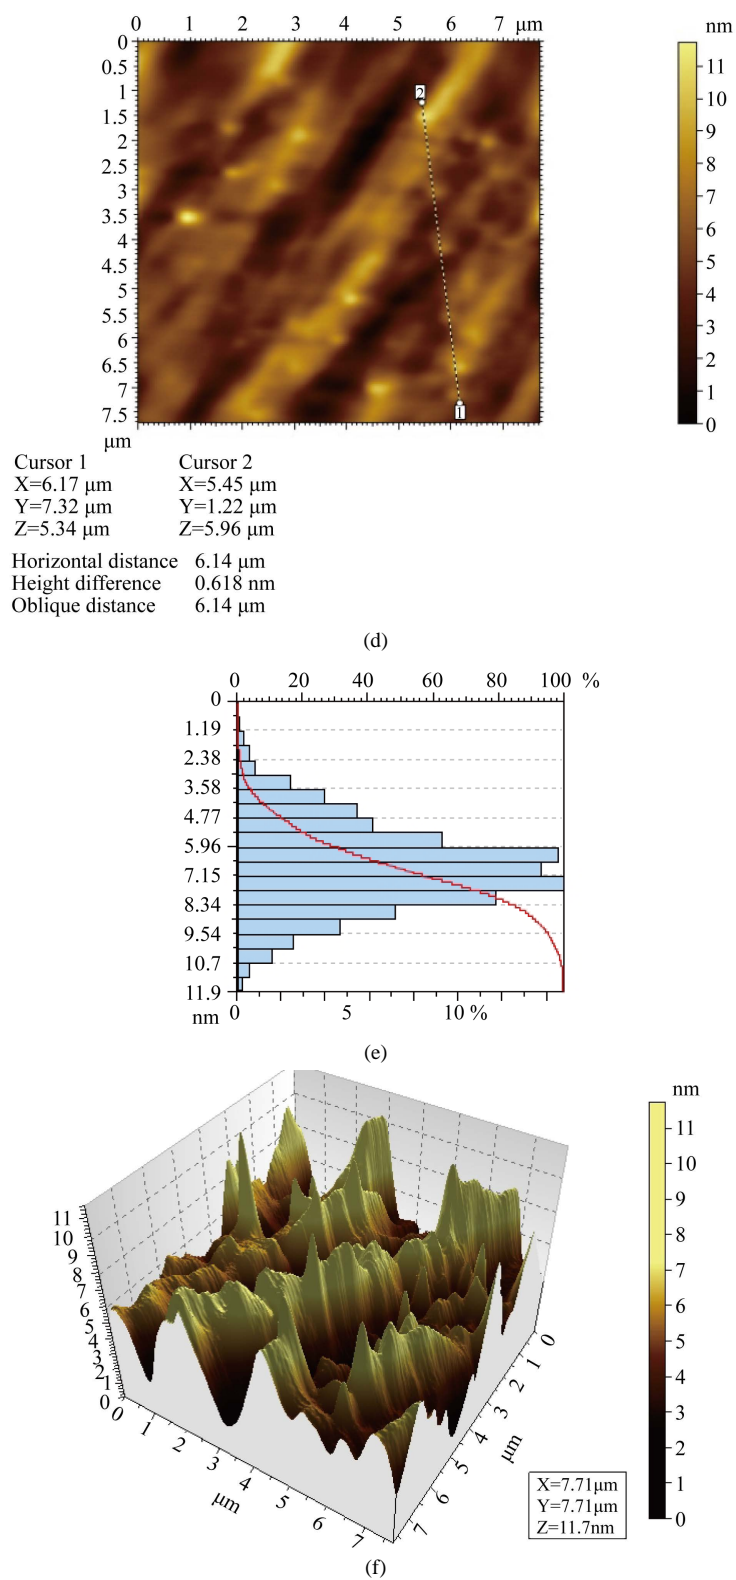 0 1 2 3 4 5 6 7 μm
nm
0
0.5
1
1.5
2
2.5
3
3.5
4
4.5
5
5.5
6
6.5
7
7.5
μm
2
1
11
10
9
8
7
6
5
4
3
2
1
0
Cursor 1 Cursor 2
X=6.17 μm X=5.45 μm
Y=7.32 μm Y=1.22 μm
Z=5.34 μm Z=5.96 μm
Horizontal distance 6.14 μm
Height difference 0.618 nm
Oblique distance 6.14 μm
(d)
0 20 40 60 80 100 %
0
1.19
2.38
3.58
4.77
5.96
7.15
8.34
9.54
10.7
11.9
nm 0 5 10 %
(e)
nm
11
10
9
8
7
6
5
4
3
2
1
0
11
10
9
8
7
6
5
4
3
2
1
0
0 1 2 3 4 5 6 7
μm
0 1 2 3 4 5 6 7
μm
X=7.71μm
Y=7.71μm
Z=11.7nm
(f)